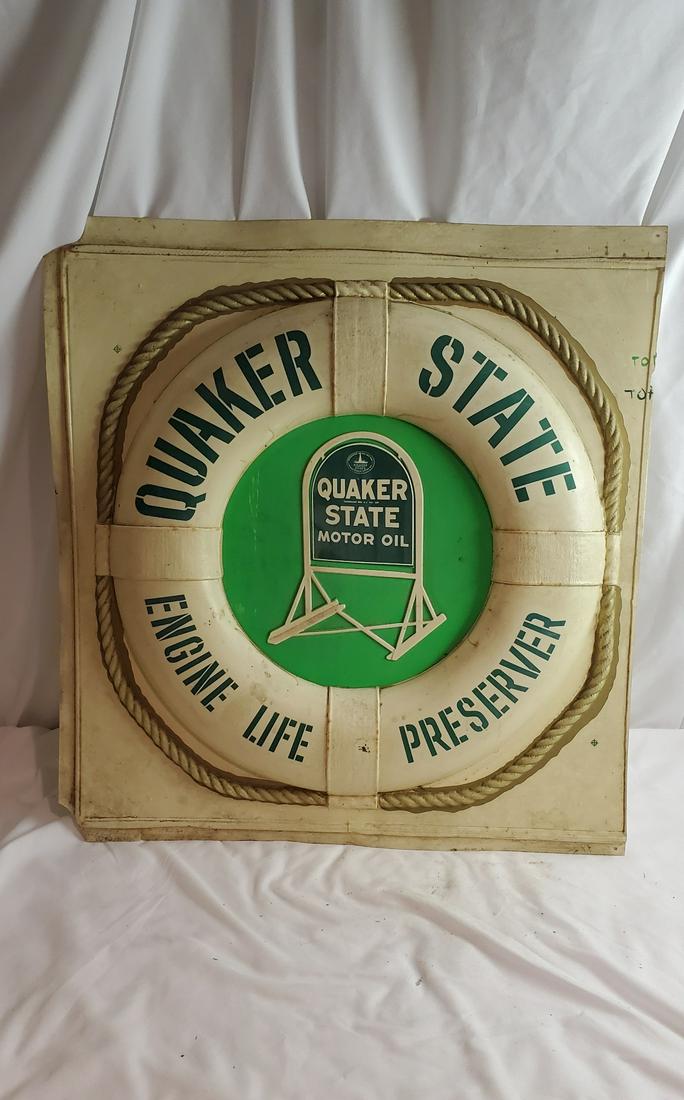 QUAKER STATE
QUAKER
STATE
MOTOR OIL
ENGINE LIFE PRESERVER